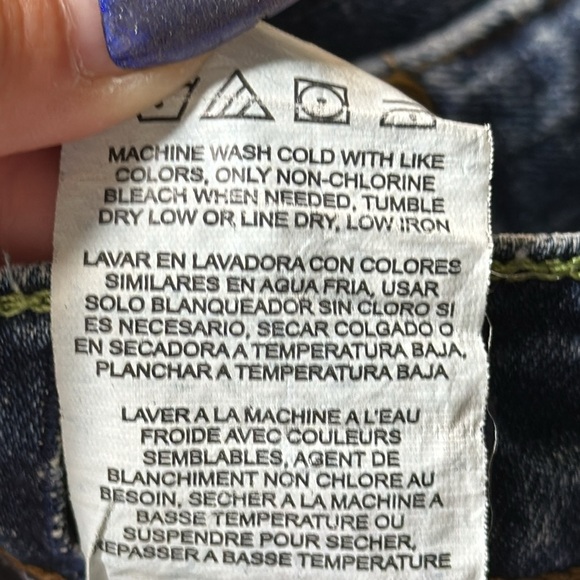 MACHINE WASH COLD WITH LIKE
COLORS, ONLY NON-CHLORINE
BLEACH WHEN NEEDED, TUMBLE
DRY LOW OR LINE DRY, LOW IRON
LAVAR EN LAVADORA CON COLORES
SIMILARES EN AGUA FRIA, USAR
SOLO BLANQUEADOR SIN CLORO SI
ES NECESARIO, SECAR COLGADO O
EN SECADORA A TEMPERATURA BAJA,
PLANCHAR A TEMPERATURA BAJA
LAVER A LA MACHINE A L'EAU
FROIDE AVEC COULEURS
SEMBLABLES, AGENT DE
BLANCHIMENT NON CHLORE AU
BESOIN, SECHER A LA MACHINE A
BASSE TEMPERATURE OU
SUSPENDRE POUR SECHER,
REPASSER A BASSE TEMPERATURE